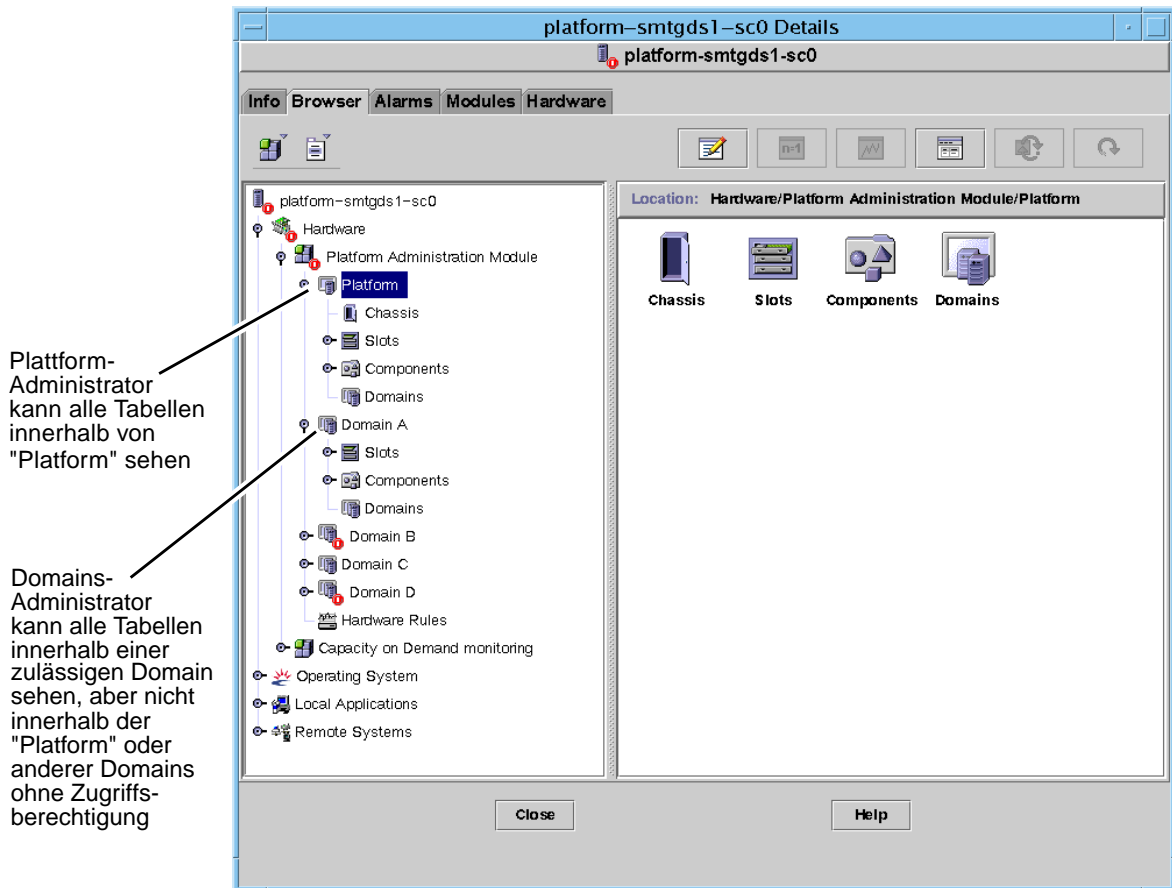 platform-smtgds1-sc0 Details
platform-smtgds1-sc0
Info Browser Alarms Modules Hardware
n=1
platform-smtgds1-sc0
Hardware
Platform Administration Module
Platform
Chassis
Slots
Components
Domains
Domain A
Slots
Components
Domains
Domain B
Domain C
Domain D
Hardware Rules
Capacity on Demand monitoring
Operating System
Local Applications
Remote Systems
Location: Hardware/Platform Administration Module/Platform
Chassis Slots Components Domains
Close Help
Plattform-
Administrator
kann alle Tabellen
innerhalb von
"Platform" sehen
Domains-
Administrator
kann alle Tabellen
innerhalb einer
zulässigen Domain
sehen, aber nicht
innerhalb der
"Platform" oder
anderer Domains
ohne Zugriffs-
berechtigung